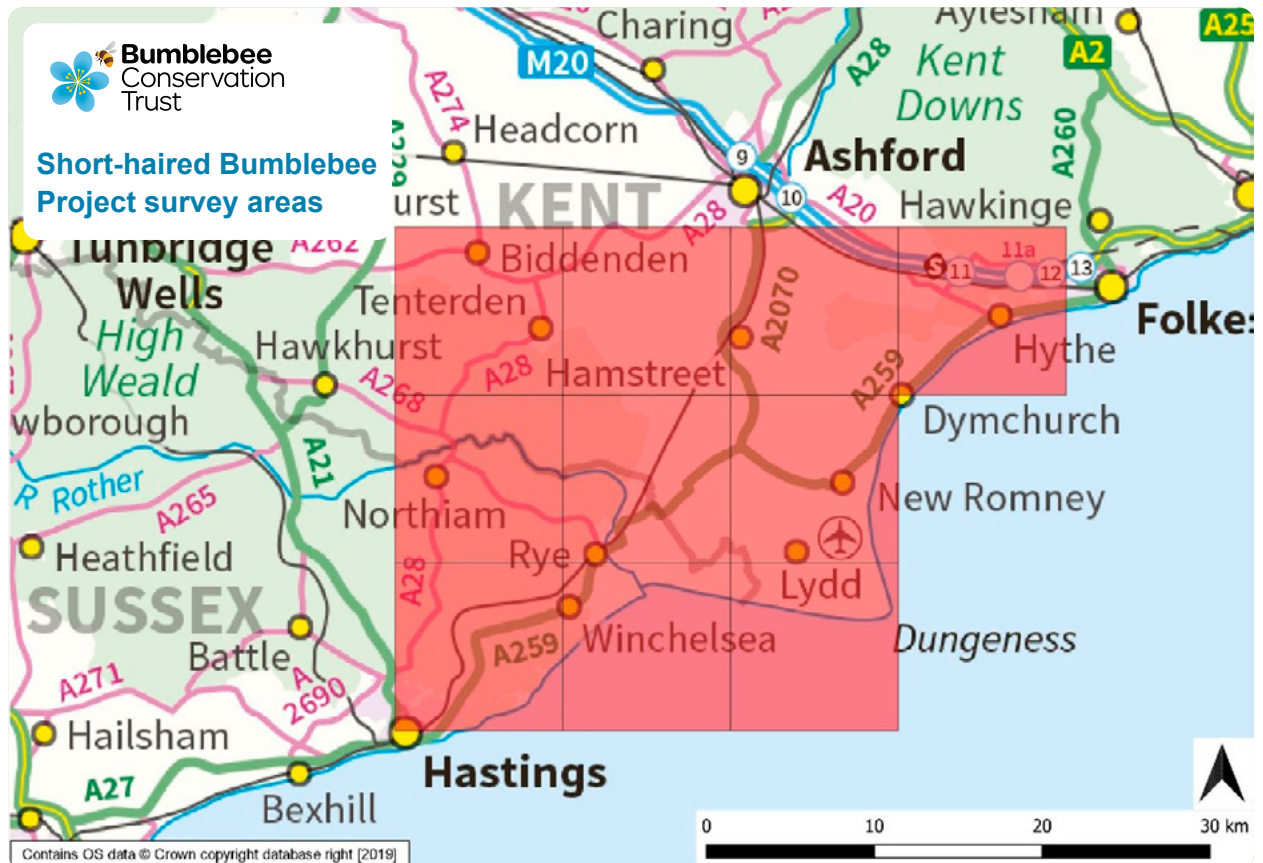 Bumblebee
Conservation
Trust
Short-haired Bumblebee
Project survey areas
Charing
Aylesham
A25
A2
M20
A28
Kent
Downs
A274
Headcorn
A260
9
Ashford
10
A20
KENT
urst
A28
Hawkinge
Tunbridge
Wells
A262
Biddenden
S
11
11a
12
13
Tenterden
A2070
Folke
High
Weald
Hawkhurst
A28
Hamstreet
Hythe
A268
A259
wborough
Dymchurch
A21
R Rother
A265
Northiam
New Romney
Heathfield
Rye
Lydd
A28
SUSSEX
Battle
A259
Winchelsea
Dungeness
A271
A
2690
Hailsham
Hastings
A27
Bexhill
0
10
20
30 km
Contains OS data © Crown copyright database right [2019]